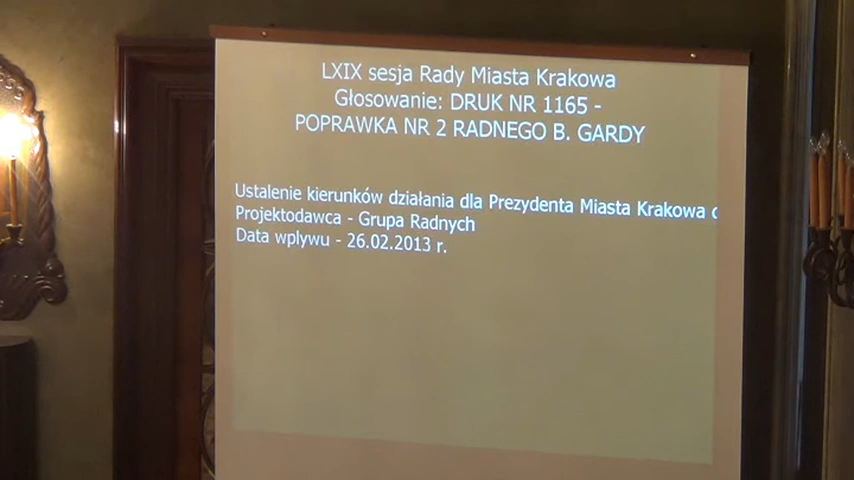 LXIX sesja Rady Miasta Krakowa
Głosowanie: DRUK NR 1165 -
POPRAWKA NR 2 RADNEGO B. GARDY
Ustalenie kierunków działania dla Prezydenta Miasta Krakowa
Projektodawca - Grupa Radnych
Data wpływu - 26.02.2013 r.